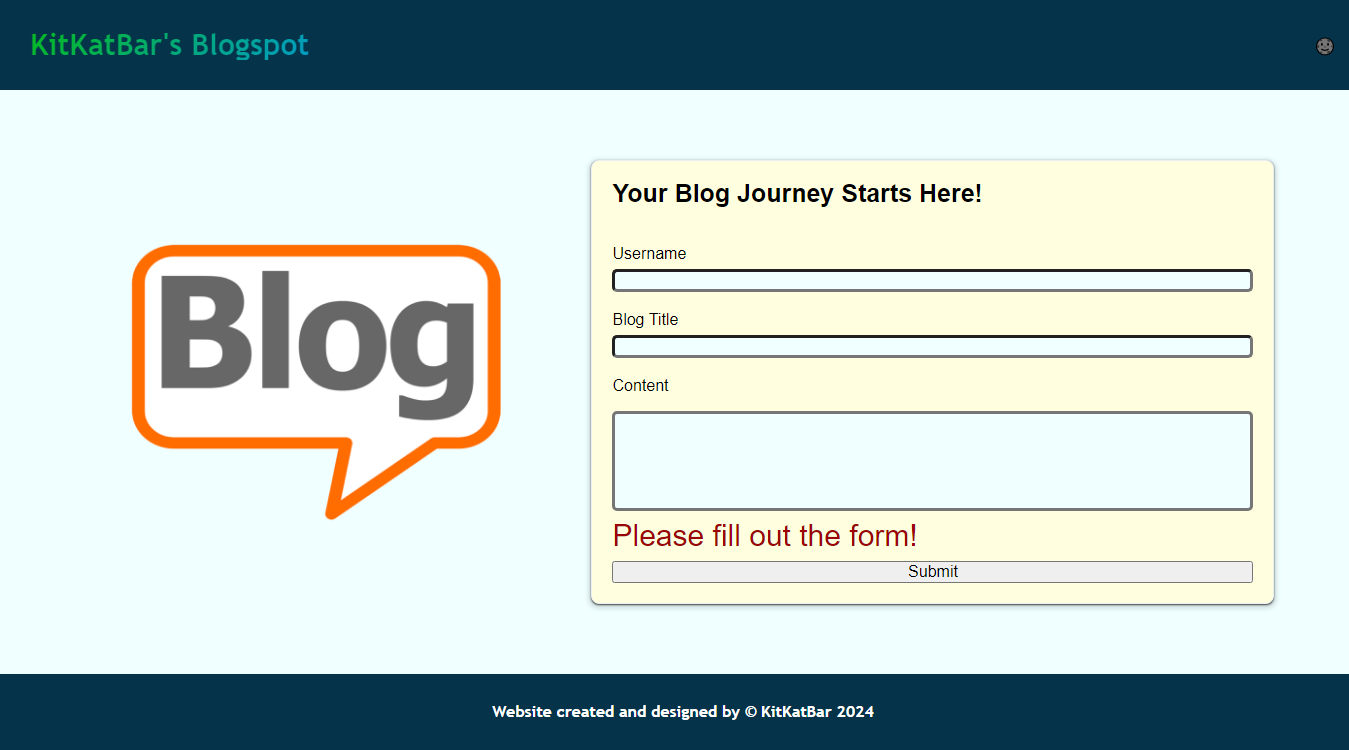 KitKatBar's Blogspot
Blog
Your Blog Journey Starts Here!
Username
Blog Title
Content
Please fill out the form!
Submit
Website created and designed by © KitKatBar 2024